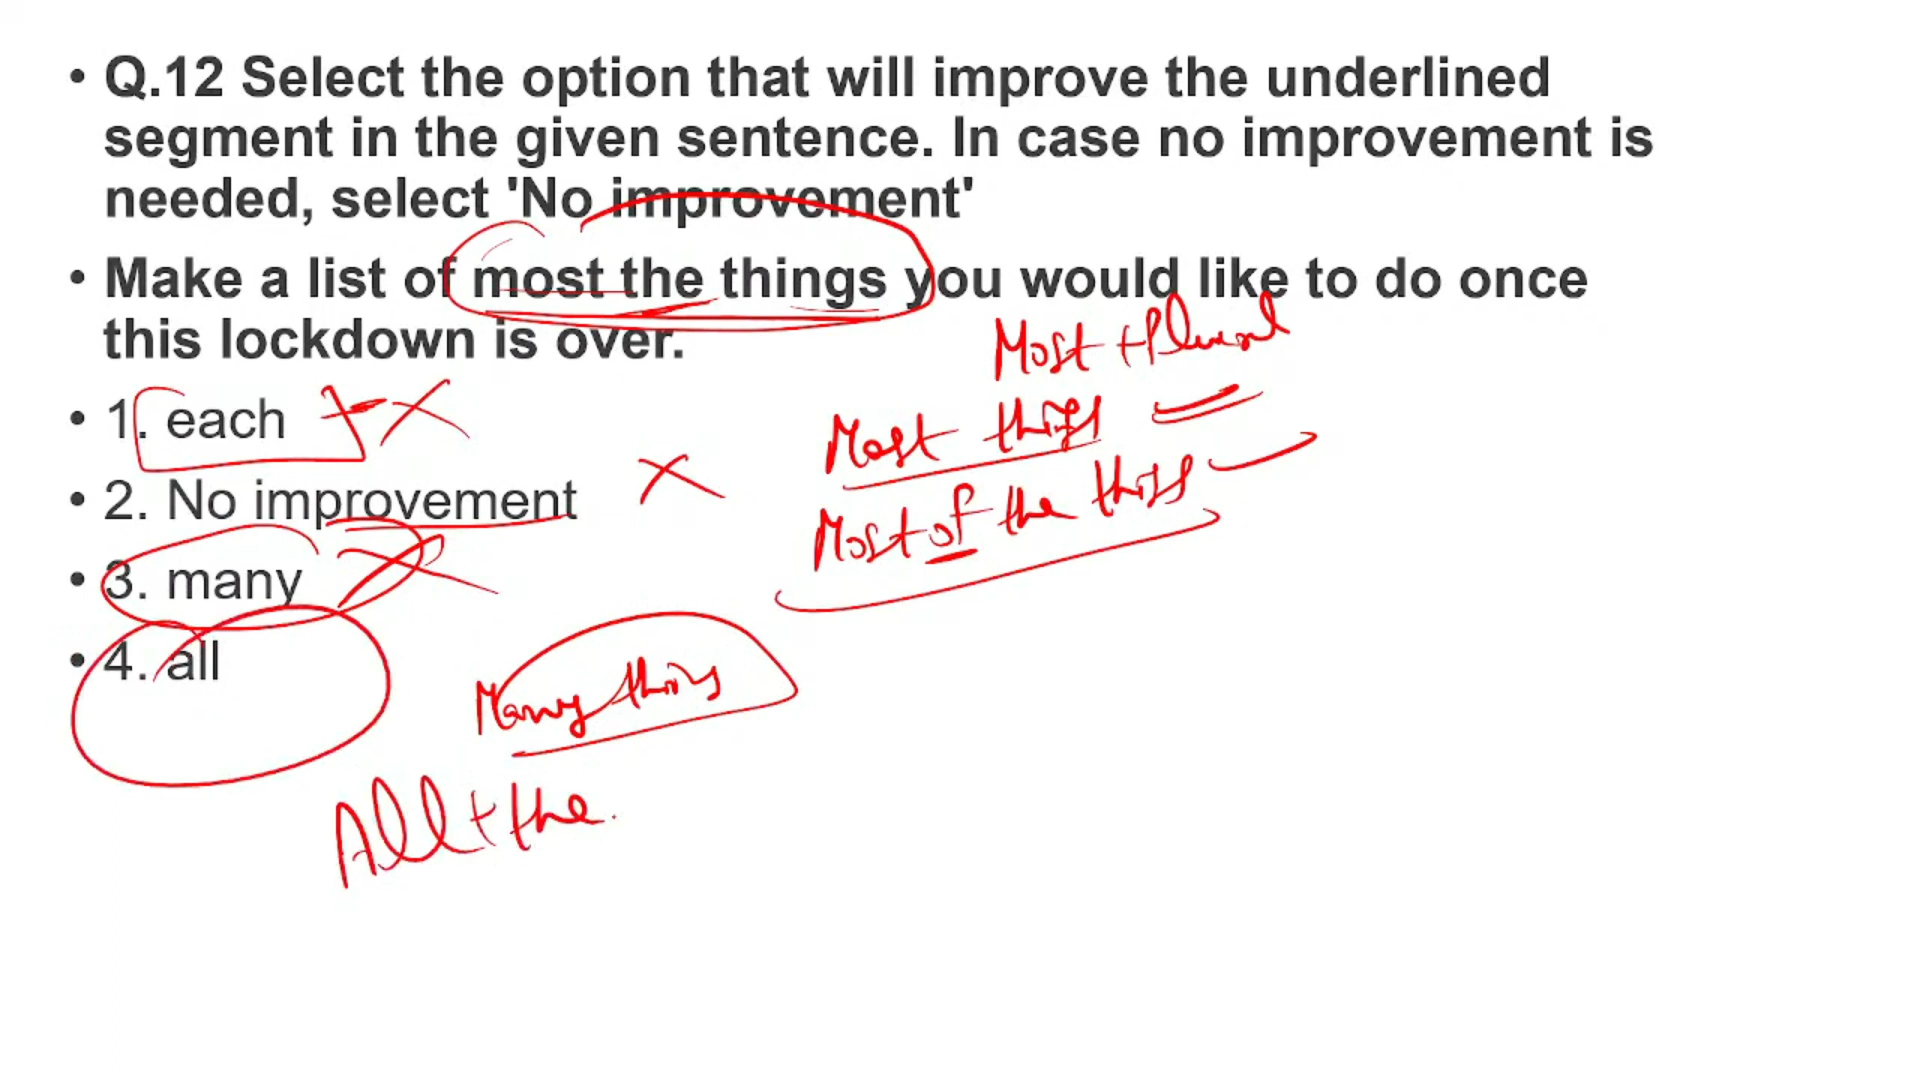 • Q.12 Select the option that will improve the underlined
segment in the given sentence. In case no improvement is
needed, select 'No improvement'
• Make a list of most the things you would like to do once
this lockdown is over.
Most + Plural
• 1. each
Most things
• 2. No improvement
Most of the things
• 3. many
• 4. all
Many things
All + the